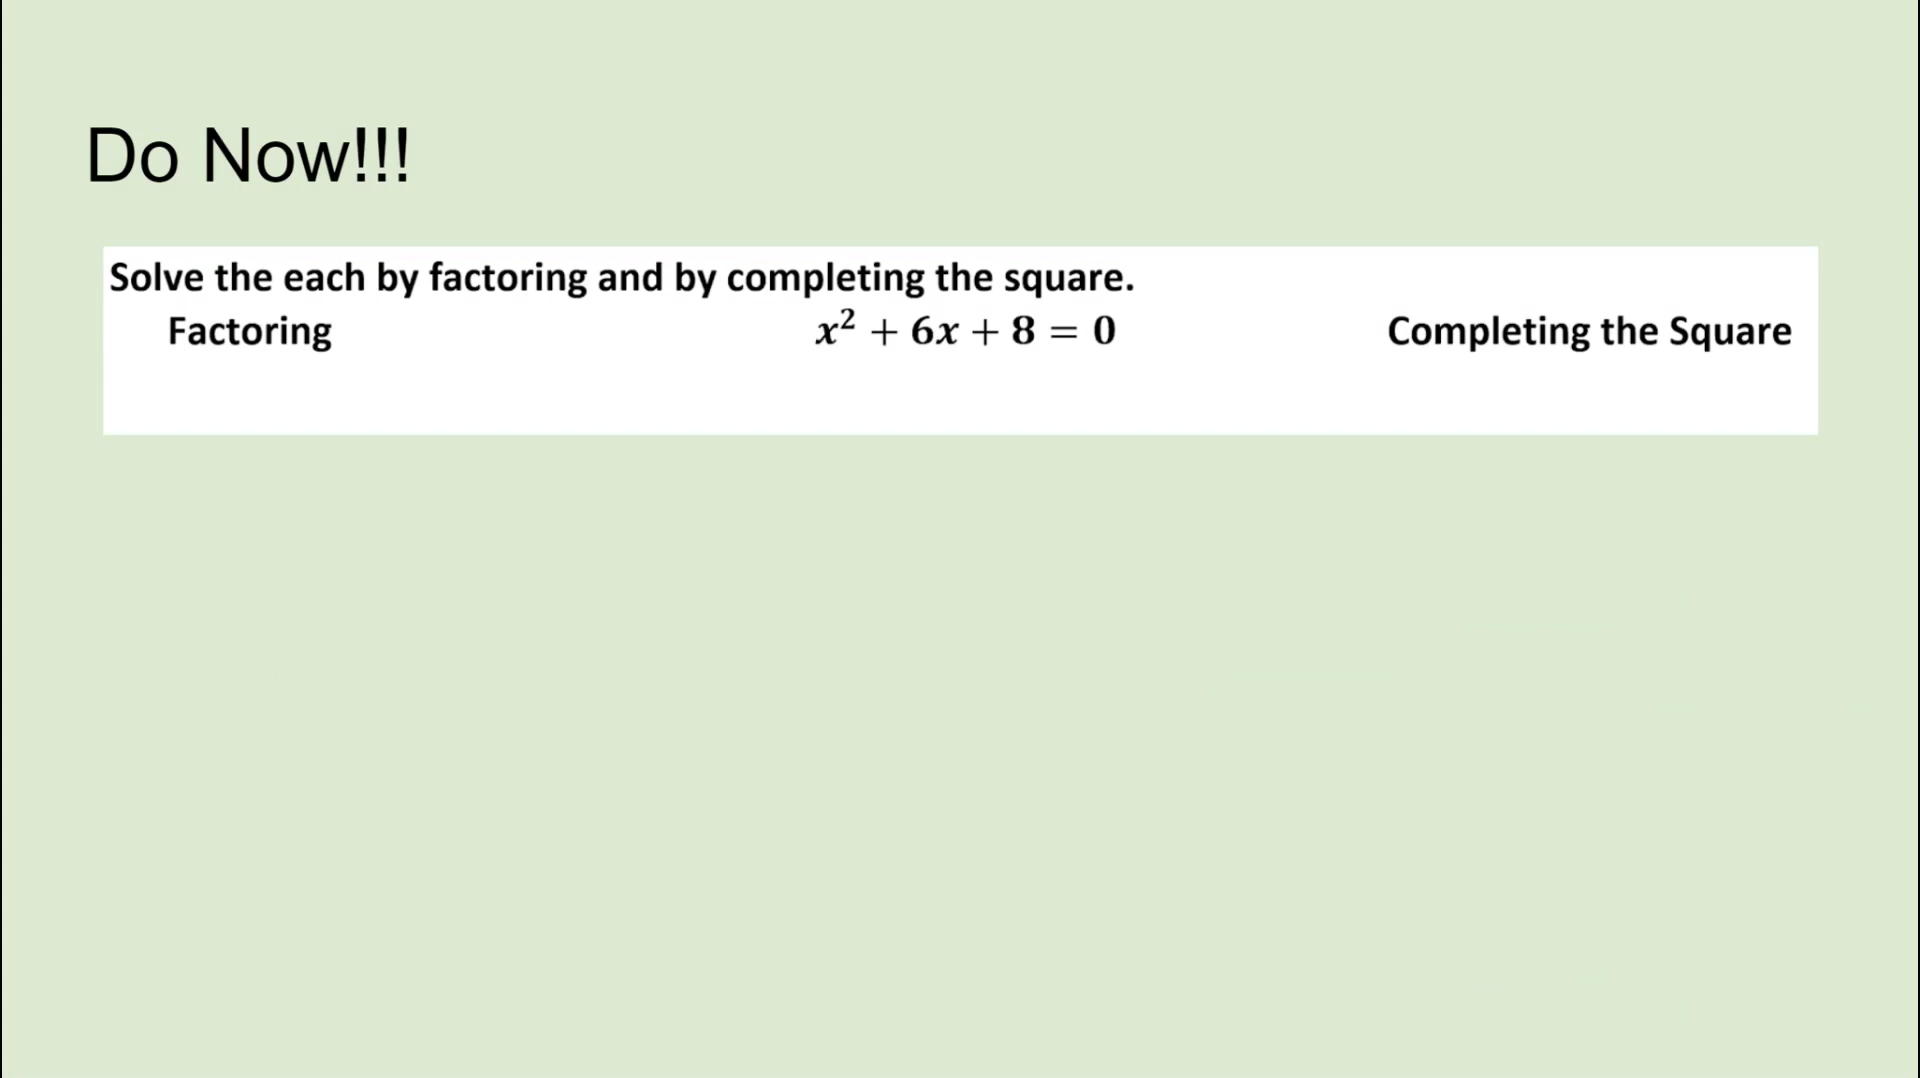 Do Now!!!
Solve the each by factoring and by completing the square.
Factoring x² + 6x + 8 = 0 Completing the Square